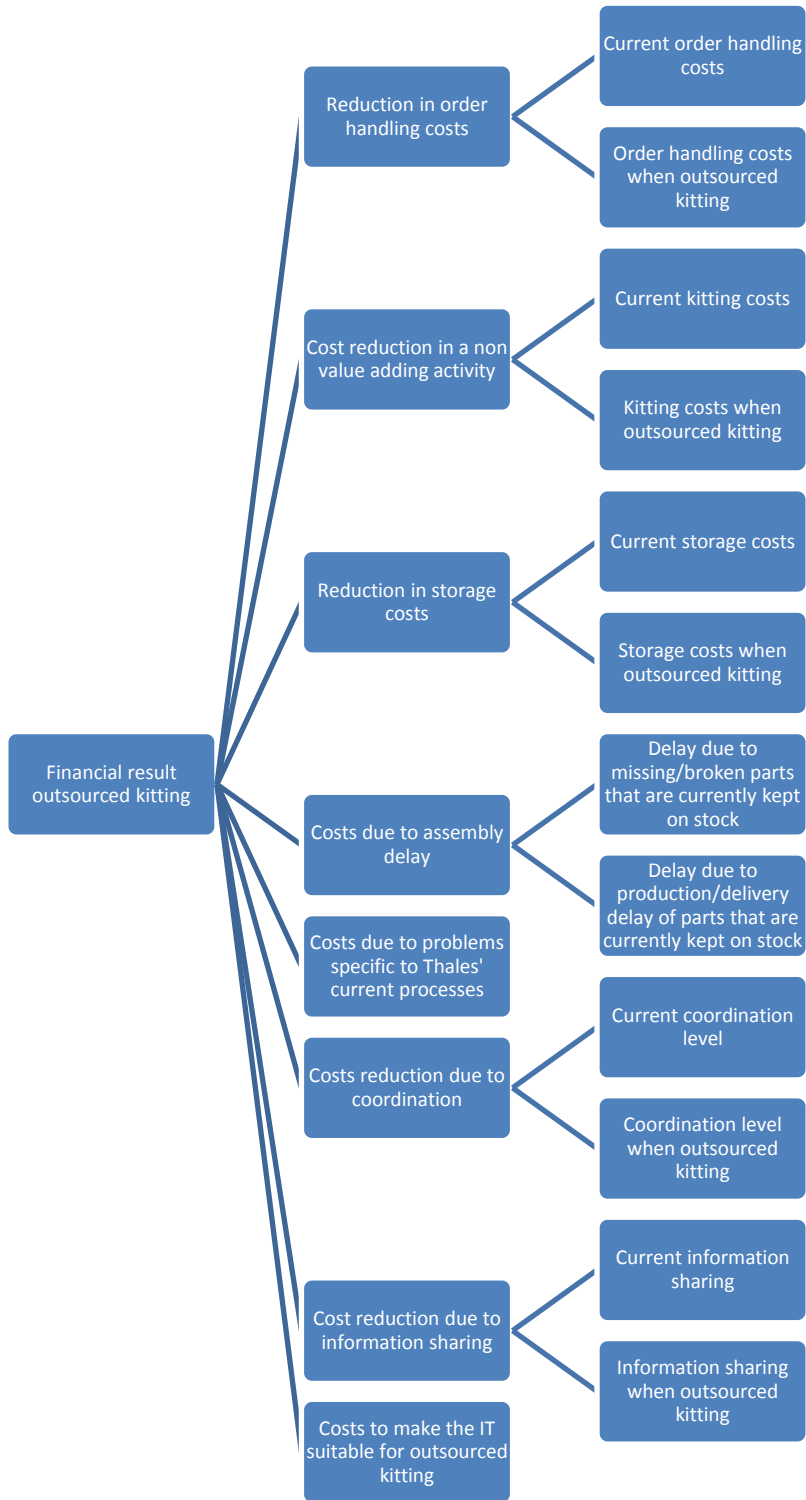 Financial result
outsourced kitting
Reduction in order
handling costs
Current order handling
costs
Order handling costs
when outsourced
kitting
Cost reduction in a non
value adding activity
Current kitting costs
Kitting costs when
outsourced kitting
Reduction in storage
costs
Current storage costs
Storage costs when
outsourced kitting
Costs due to assembly
delay
Delay due to
missing/broken parts
that are currently kept
on stock
Delay due to
production/delivery
delay of parts that are
currently kept on stock
Costs due to problems
specific to Thales'
current processes
Costs reduction due to
coordination
Current coordination
level
Coordination level
when outsourced
kitting
Cost reduction due to
information sharing
Current information
sharing
Information sharing
when outsourced
kitting
Costs to make the IT
suitable for outsourced
kitting